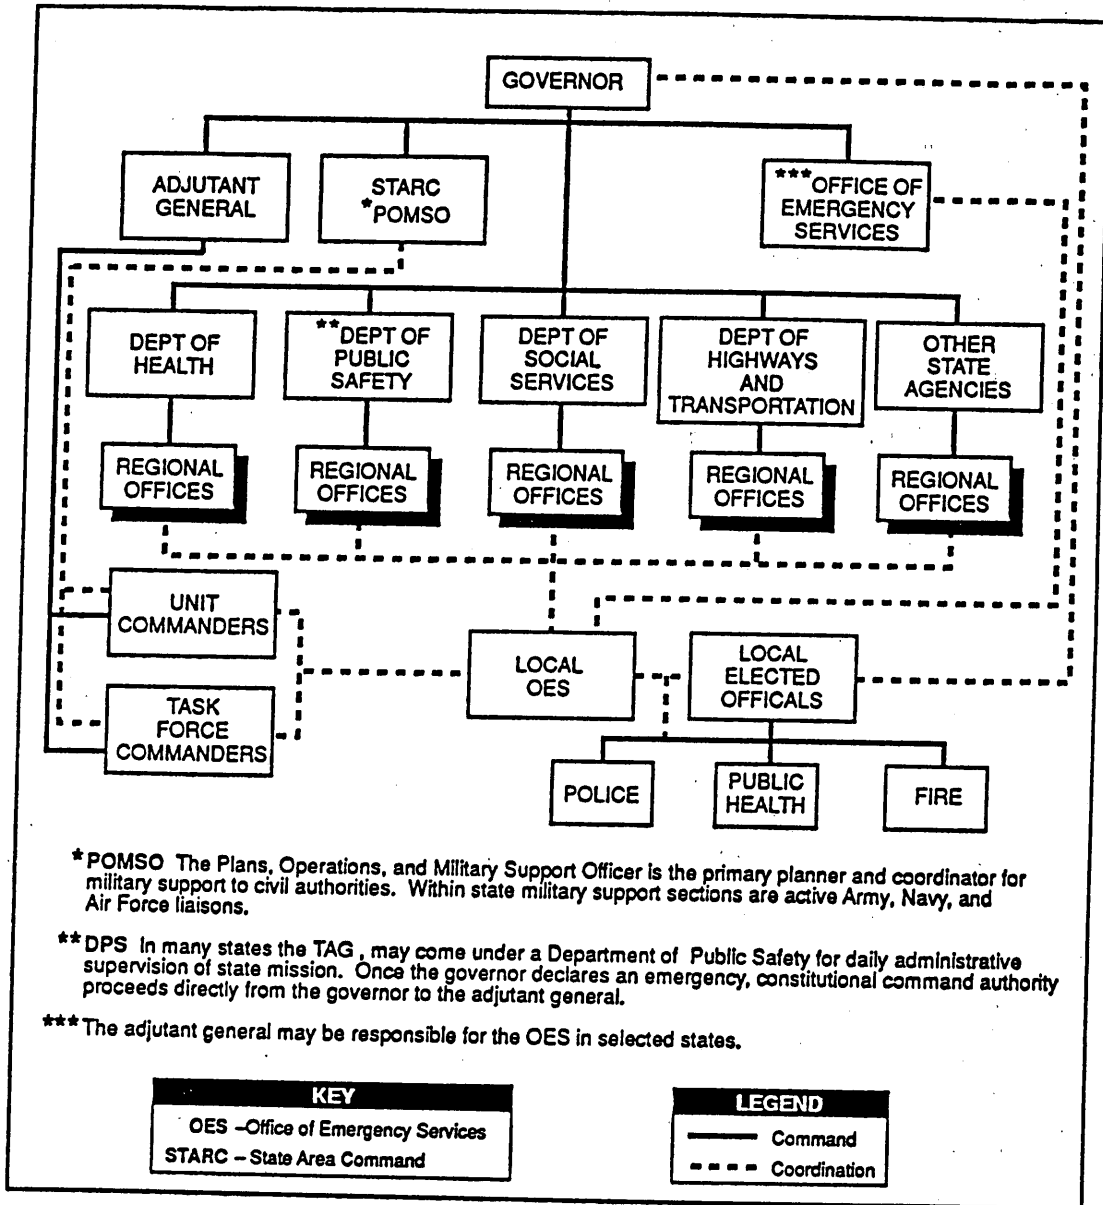 GOVERNOR
ADJUTANT
GENERAL
STARC
*POMSO
***OFFICE OF
EMERGENCY
SERVICES
DEPT OF
HEALTH
**DEPT OF
PUBLIC
SAFETY
DEPT OF
SOCIAL
SERVICES
DEPT OF
HIGHWAYS
AND
TRANSPORTATION
OTHER
STATE
AGENCIES
REGIONAL
OFFICES
REGIONAL
OFFICES
REGIONAL
OFFICES
REGIONAL
OFFICES
REGIONAL
OFFICES
UNIT
COMMANDERS
TASK
FORCE
COMMANDERS
LOCAL
OES
LOCAL
ELECTED
OFFICALS
POLICE
PUBLIC
HEALTH
FIRE
*POMSO The Plans, Operations, and Military Support Officer is the primary planner and coordinator for
military support to civil authorities. Within state military support sections are active Army, Navy, and
Air Force liaisons.
**DPS In many states the TAG , may come under a Department of Public Safety for daily administrative
supervision of state mission. Once the governor declares an emergency, constitutional command authority
proceeds directly from the governor to the adjutant general.
***The adjutant general may be responsible for the OES in selected states.
KEY
OES –Office of Emergency Services
STARC – State Area Command
LEGEND
Command
Coordination